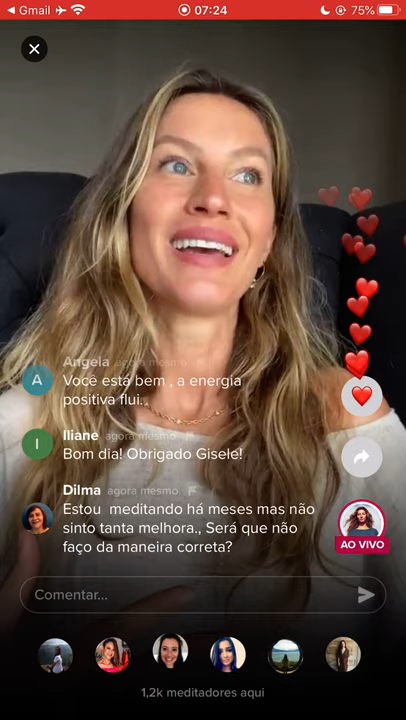 Gmail
07:24
75%
Angela agora mesmo
A
Você está bem , a energia
positiva flui..
Iliane agora mesmo
I
Bom dia! Obrigado Gisele!
Dilma agora mesmo
Estou meditando há meses mas não
sinto tanta melhora., Será que não
faço da maneira correta?
AO VIVO
Comentar...
1,2k meditadores aqui